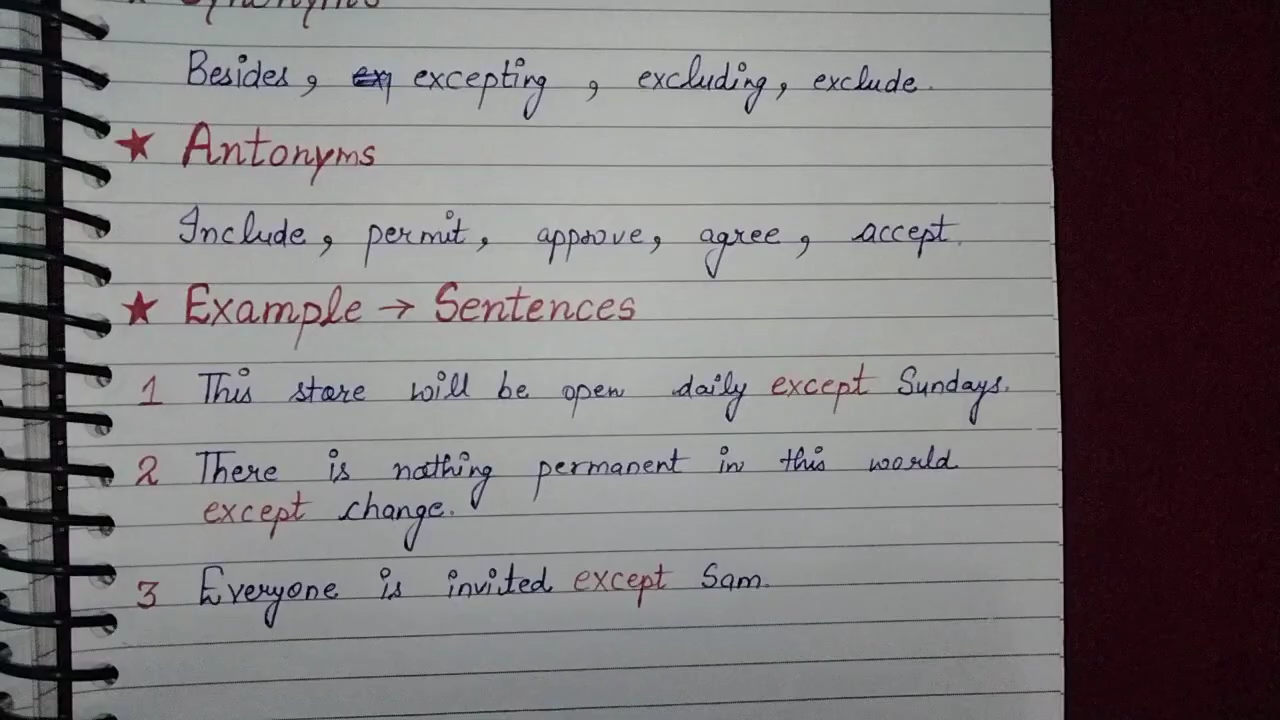 Synonyms
Besides, excepting, excluding, exclude.
★ Antonyms
Include, permit, approve, agree, accept.
★ Example → Sentences
1 This store will be open daily except Sundays.
2 There is nothing permanent in this world
except change.
3 Everyone is invited except Sam.